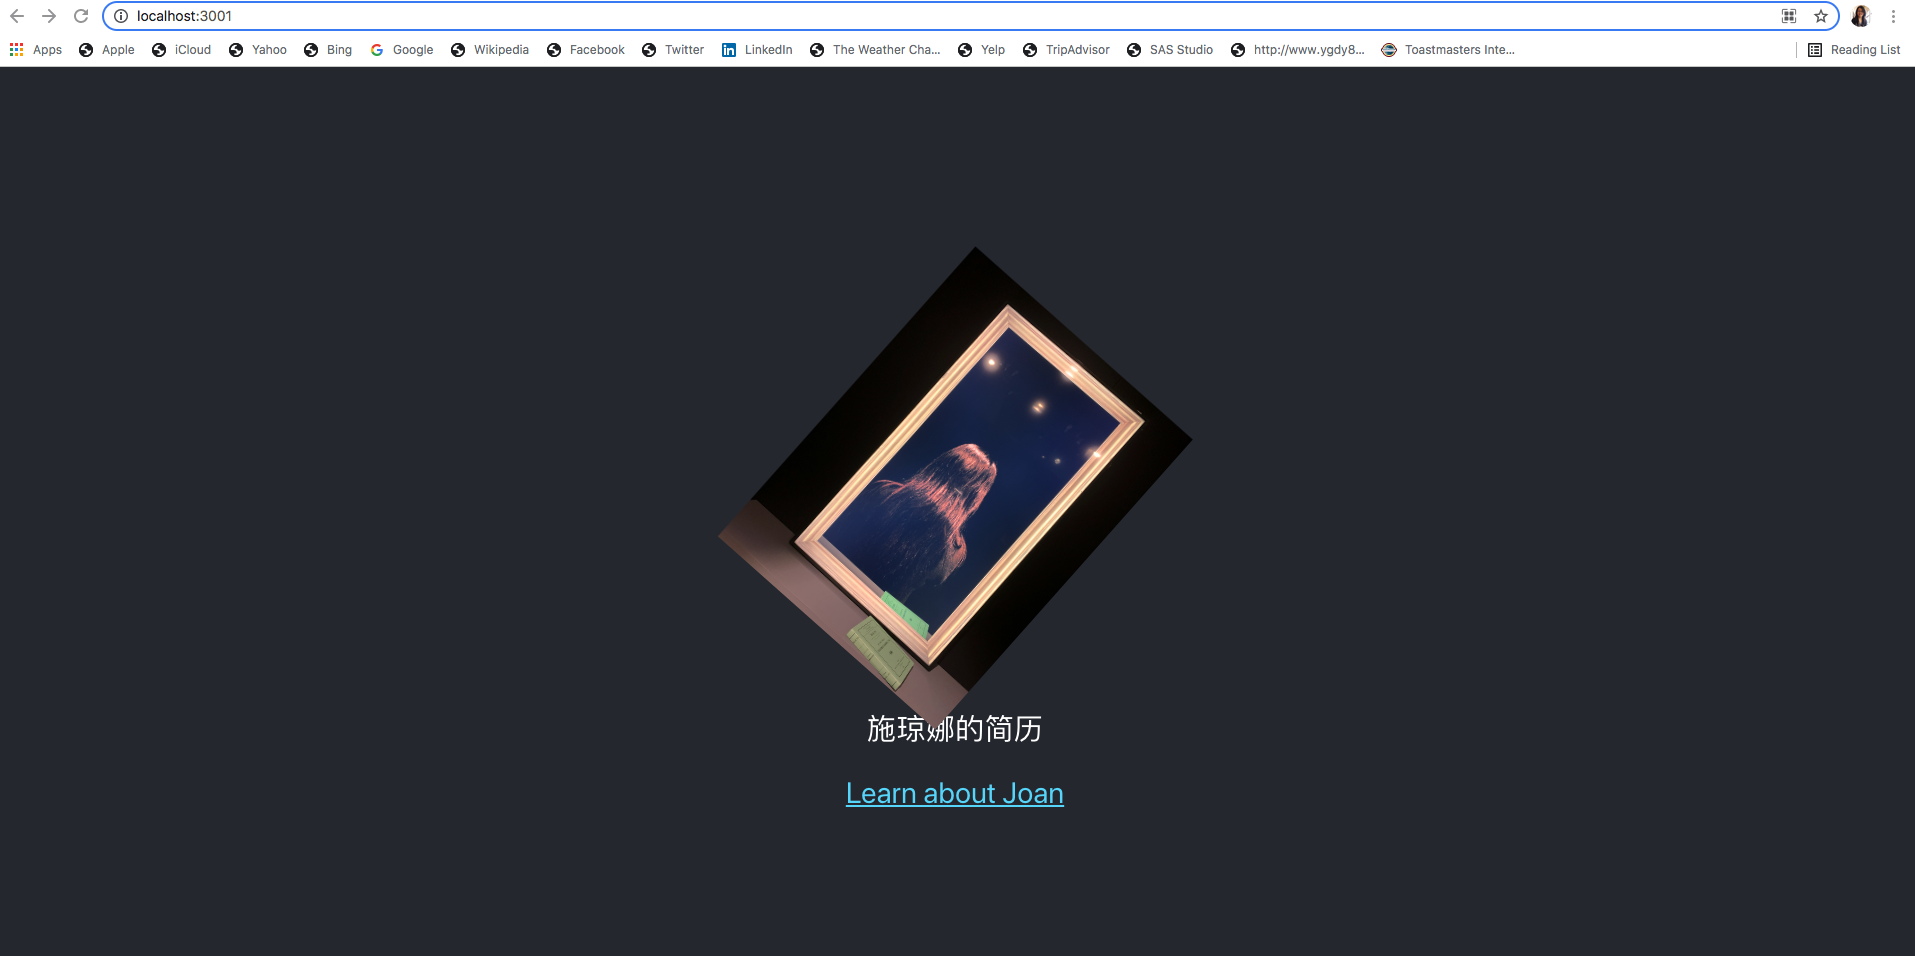 localhost:3001
Apps Apple iCloud Yahoo Bing Google Wikipedia Facebook Twitter LinkedIn The Weather Cha... Yelp TripAdvisor SAS Studio http://www.ygdy8... Toastmasters Inte... Reading List
施琼娜的简历
Learn about Joan